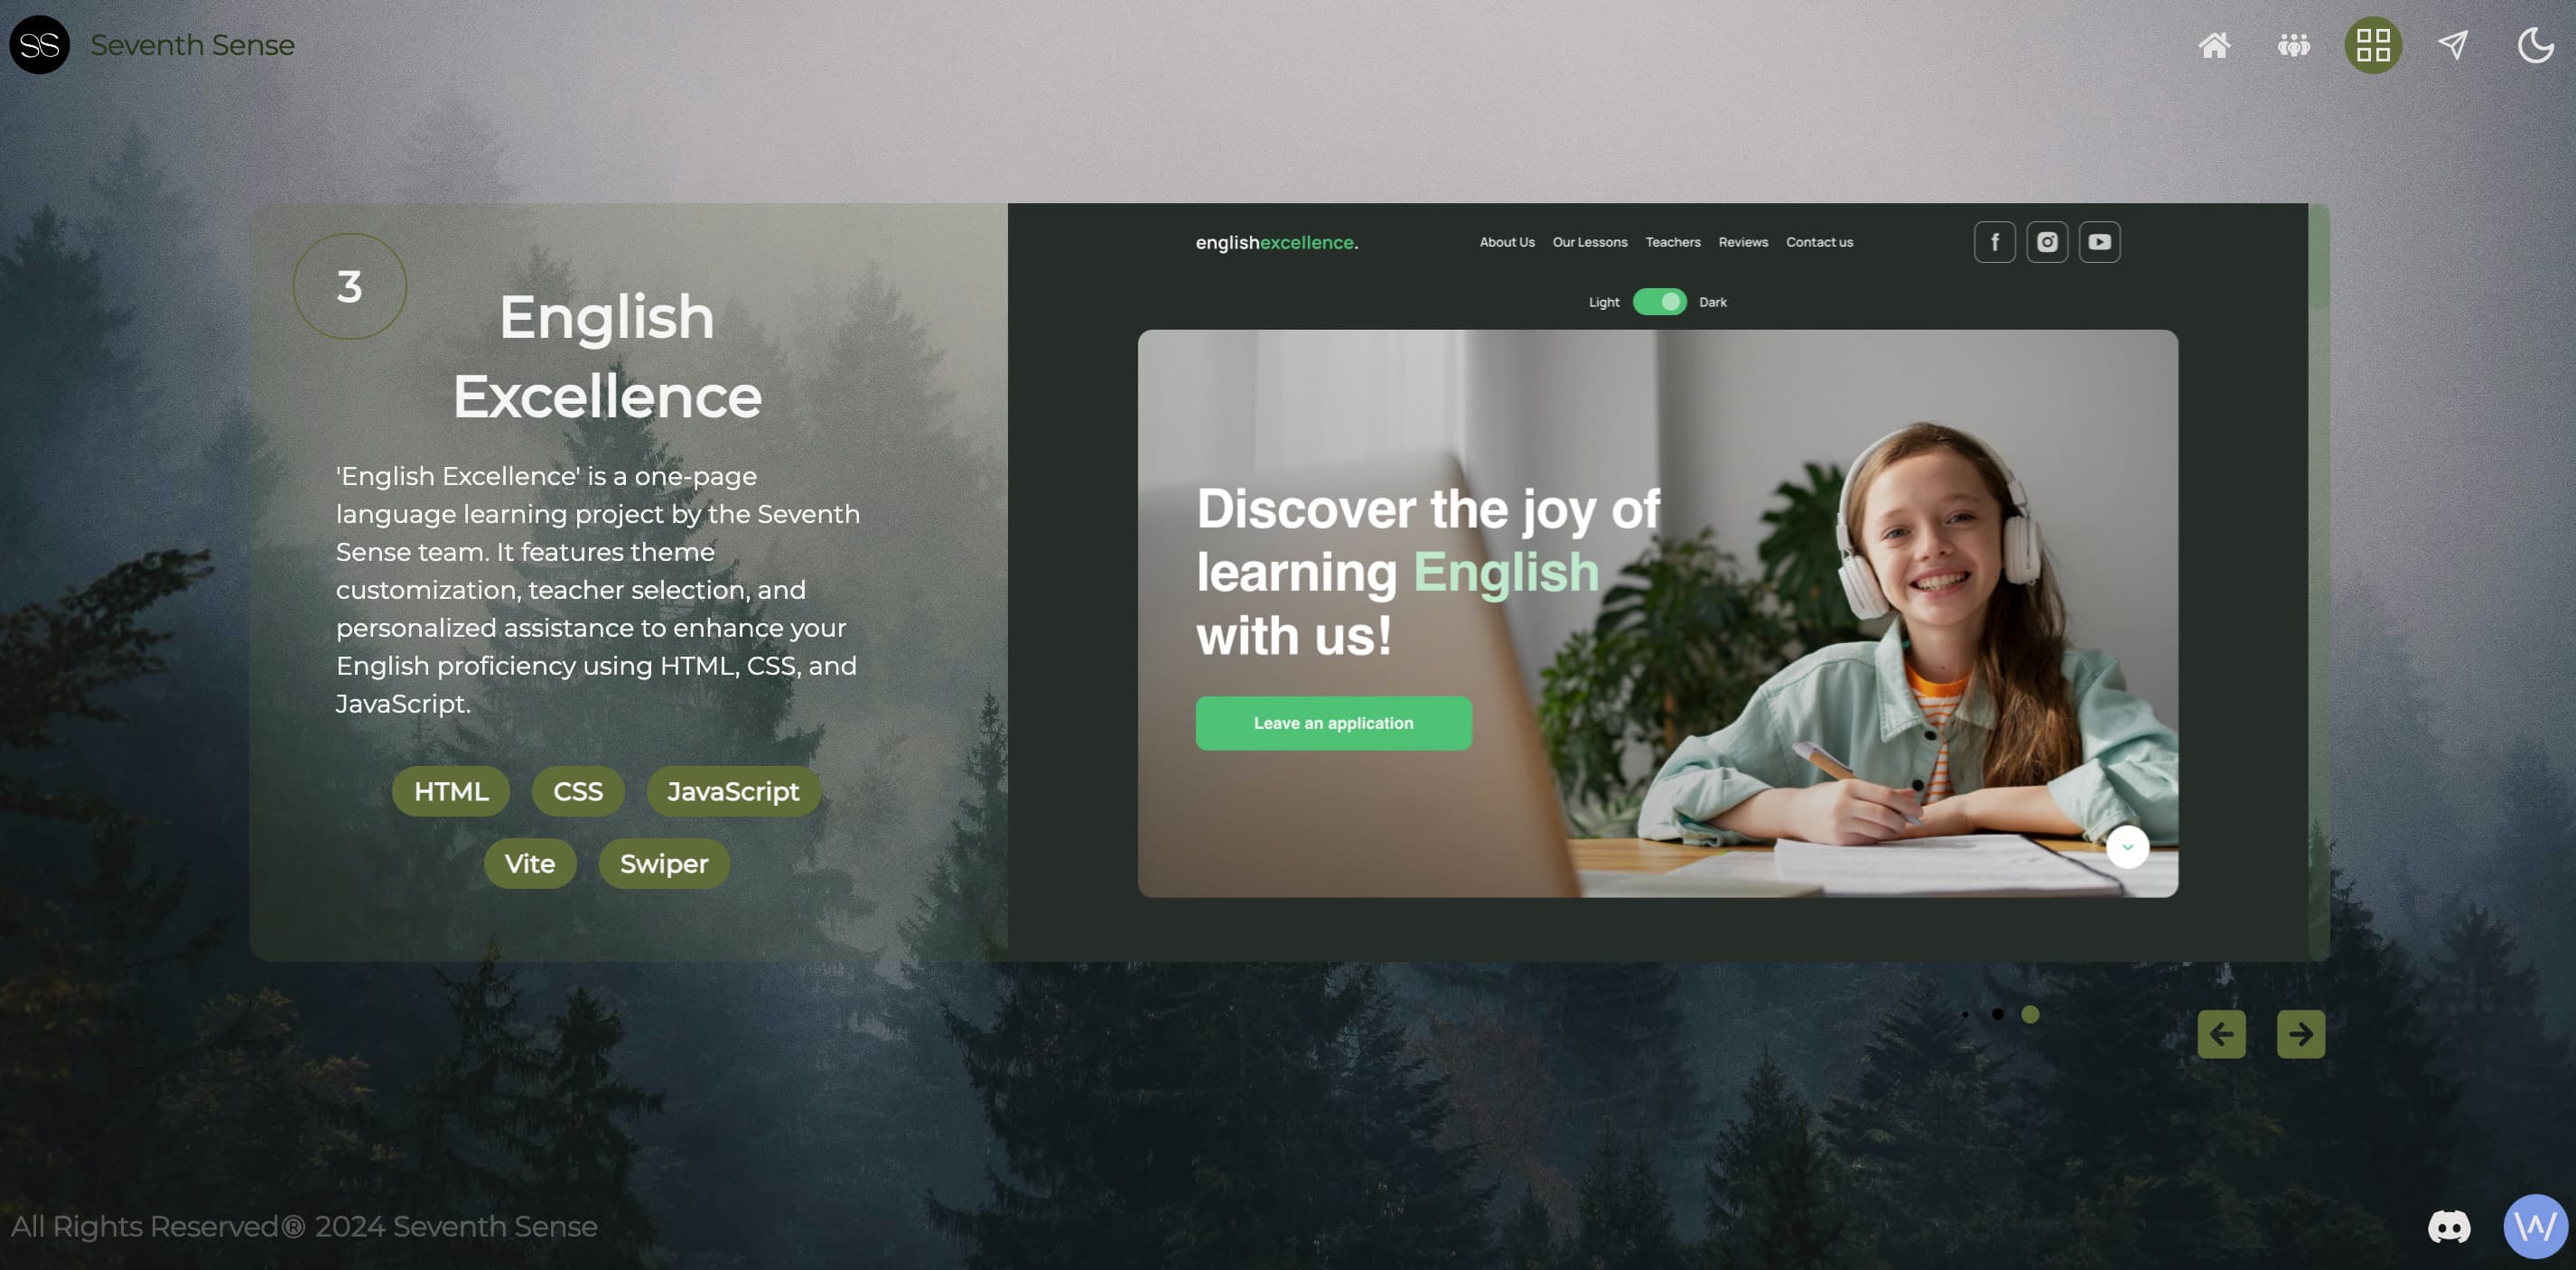 SS Seventh Sense
3
English
Excellence
'English Excellence' is a one-page
language learning project by the Seventh
Sense team. It features theme
customization, teacher selection, and
personalized assistance to enhance your
English proficiency using HTML, CSS, and
JavaScript.
HTML CSS JavaScript
Vite Swiper
englishexcellence. About Us Our Lessons Teachers Reviews Contact us
Light Dark
Discover the joy of
learning English
with us!
Leave an application
All Rights Reserved® 2024 Seventh Sense
W